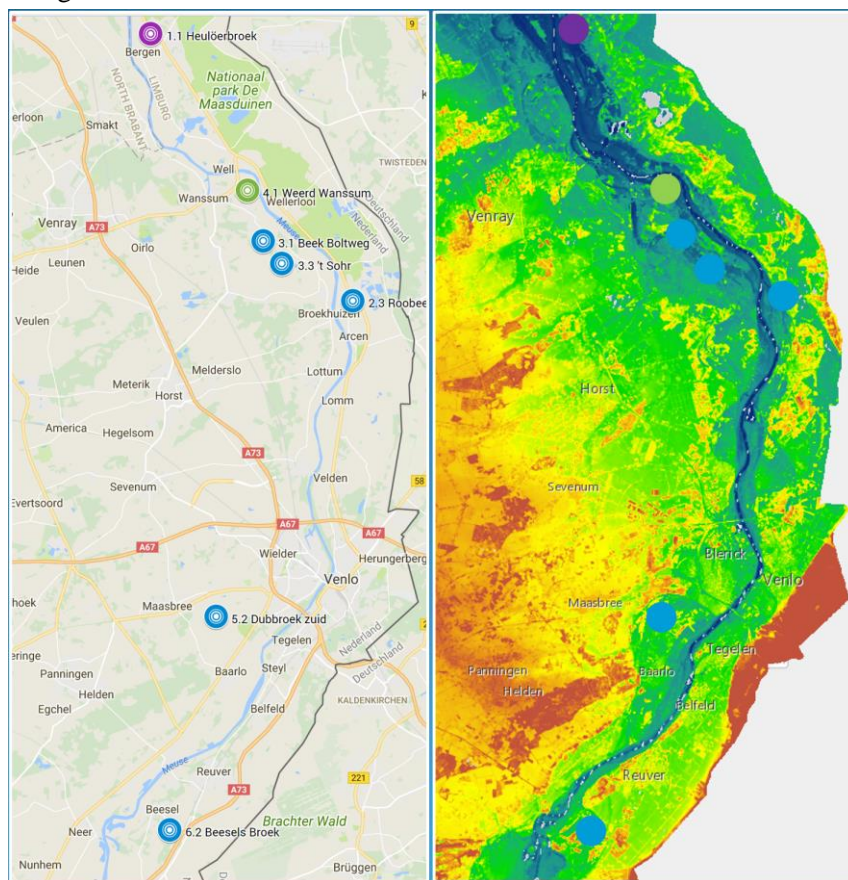 9
1.1 Heulöerbroek
Bergen
Nationaal
park De
Maasduinen
LIMBURG
NORTH BRABANT
erloon
Smakt
TWISTEDEN
Well
4.1 Weerd Wanssum
Wanssum
Wellerlooi
Venray
A73
Meuse
Deutschland
Nederland
Oirlo
3.1 Beek Boltweg
Leunen
3.3 't Sohr
Heide
2.3 Roobee
Broekhuizen
Veulen
Arcen
Melderslo
Lottum
Meterik
Horst
Lomm
America
Hegelsom
A73
Velden
58
Sevenum
Evertsoord
A67
A67
Wielder
Herungerberg
Venlo
hoek
Maasbree
5.2 Dubbroek zuid
Tegelen
Nederland
Deutschland
eringe
Steyl
Panningen
Baarlo
Helden
KALDENKIRCHEN
Egchel
Belfeld
Meuse
Reuver
221
A73
Beesel
Neer
6.2 Beesels Broek
Brachter Wald
Nunhem
Brüggen
Venray
Horst
Sevenum
Blerick
Venlo
Maasbree
Tegelen
Panningen
Baarlo
Helden
Belfeld
Reuver